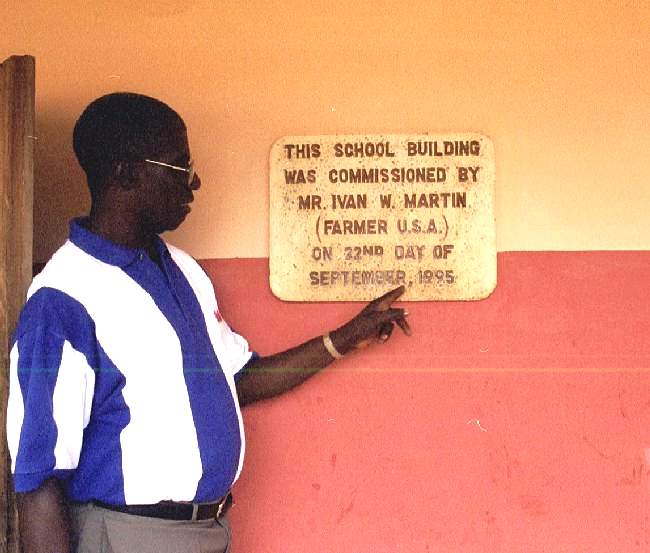 THIS SCHOOL BUILDING
WAS COMMISSIONED BY
MR. IVAN W. MARTIN
(FARMER U.S.A.)
ON 22ND DAY OF
SEPTEMBER, 1995